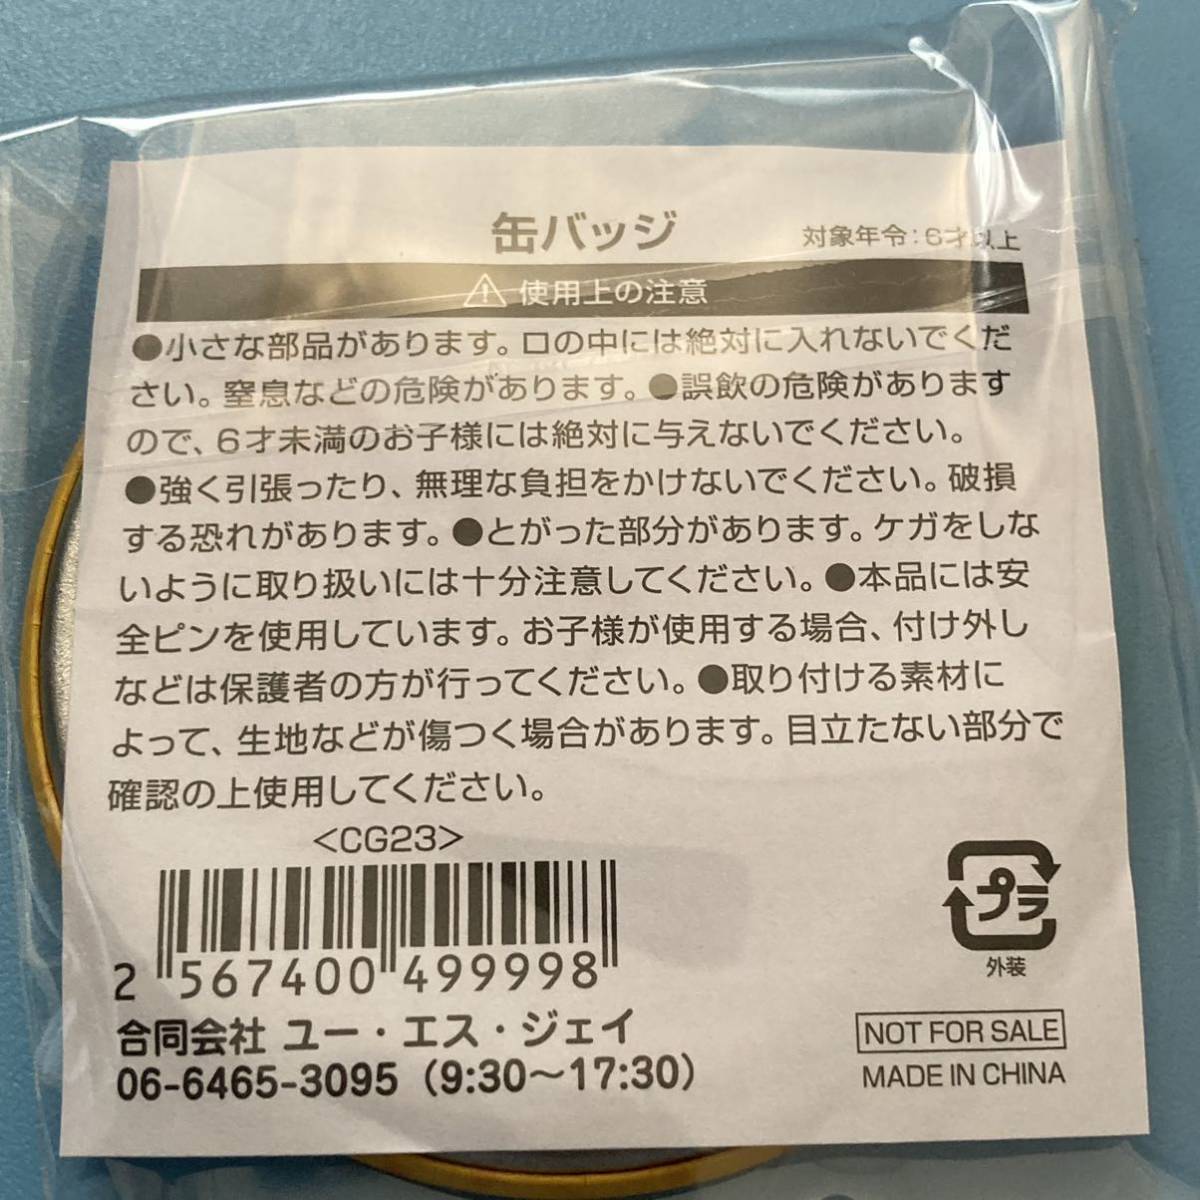 缶バッジ
対象年令:6才以上
使用上の注意
●小さな部品があります。口の中には絶対に入れないでくだ
さい。窒息などの危険があります。●誤飲の危険があります
ので、6才未満のお子様には絶対に与えないでください。
●強く引張ったり、無理な負担をかけないでください。破損
する恐れがあります。●とがった部分があります。ケガをしな
いように取り扱いには十分注意してください。●本品には安
全ピンを使用しています。お子様が使用する場合、付け外し
などは保護者の方が行ってください。●取り付ける素材に
よって、生地などが傷つく場合があります。目立たない部分で
確認の上使用してください。
<CG23>
2 567400 499998
合同会社 ユー・エス・ジェイ
06-6465-3095（9:30～17:30）
プラ
外装
NOT FOR SALE
MADE IN CHINA